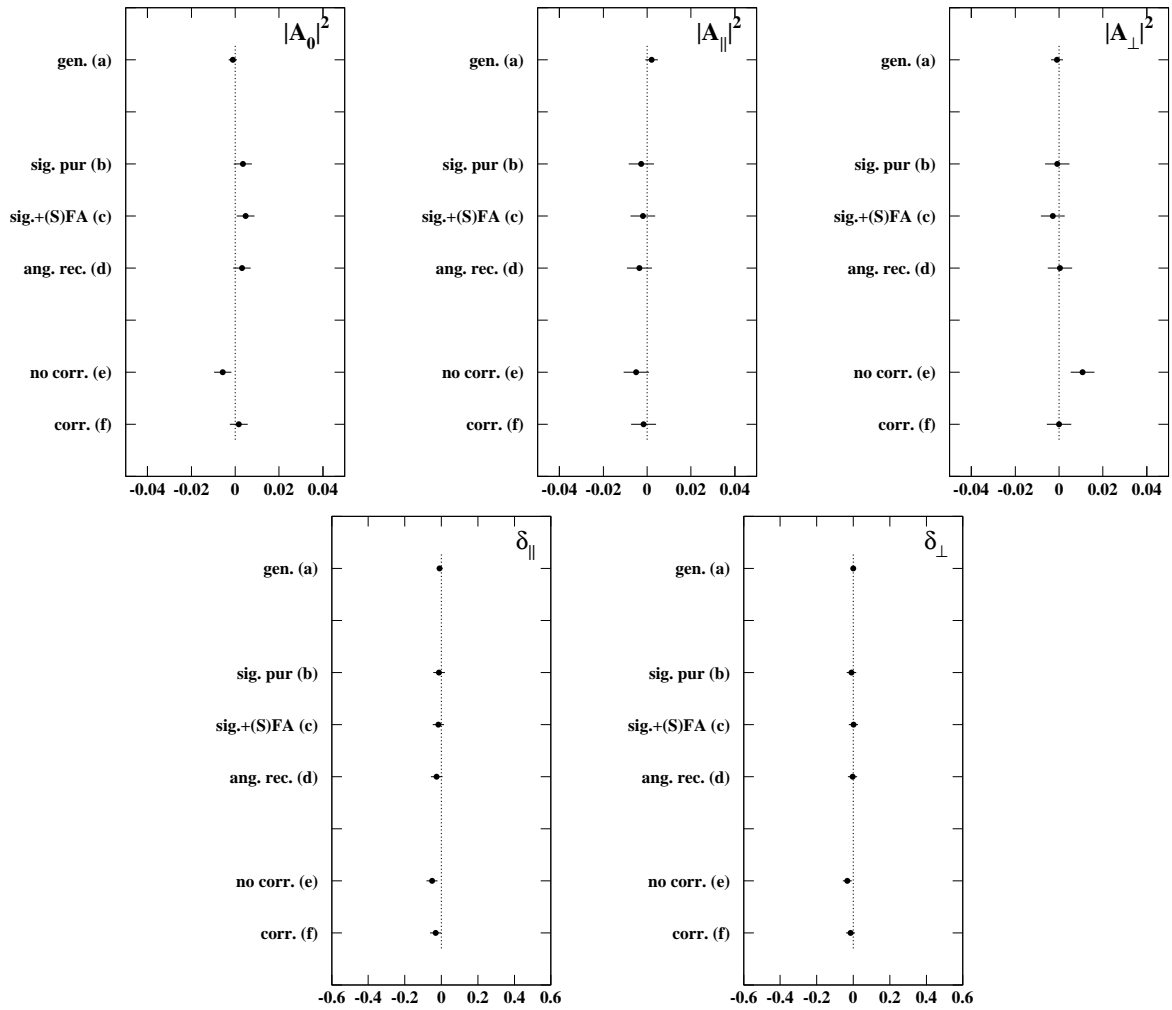 |A₀|²
gen. (a)
sig. pur (b)
sig.+(S)FA (c)
ang. rec. (d)
no corr. (e)
corr. (f)
-0.04 -0.02 0 0.02 0.04
|A∥|²
gen. (a)
sig. pur (b)
sig.+(S)FA (c)
ang. rec. (d)
no corr. (e)
corr. (f)
-0.04 -0.02 0 0.02 0.04
|A⊥|²
gen. (a)
sig. pur (b)
sig.+(S)FA (c)
ang. rec. (d)
no corr. (e)
corr. (f)
-0.04 -0.02 0 0.02 0.04
δ∥
gen. (a)
sig. pur (b)
sig.+(S)FA (c)
ang. rec. (d)
no corr. (e)
corr. (f)
-0.6 -0.4 -0.2 0 0.2 0.4 0.6
δ⊥
gen. (a)
sig. pur (b)
sig.+(S)FA (c)
ang. rec. (d)
no corr. (e)
corr. (f)
-0.6 -0.4 -0.2 0 0.2 0.4 0.6